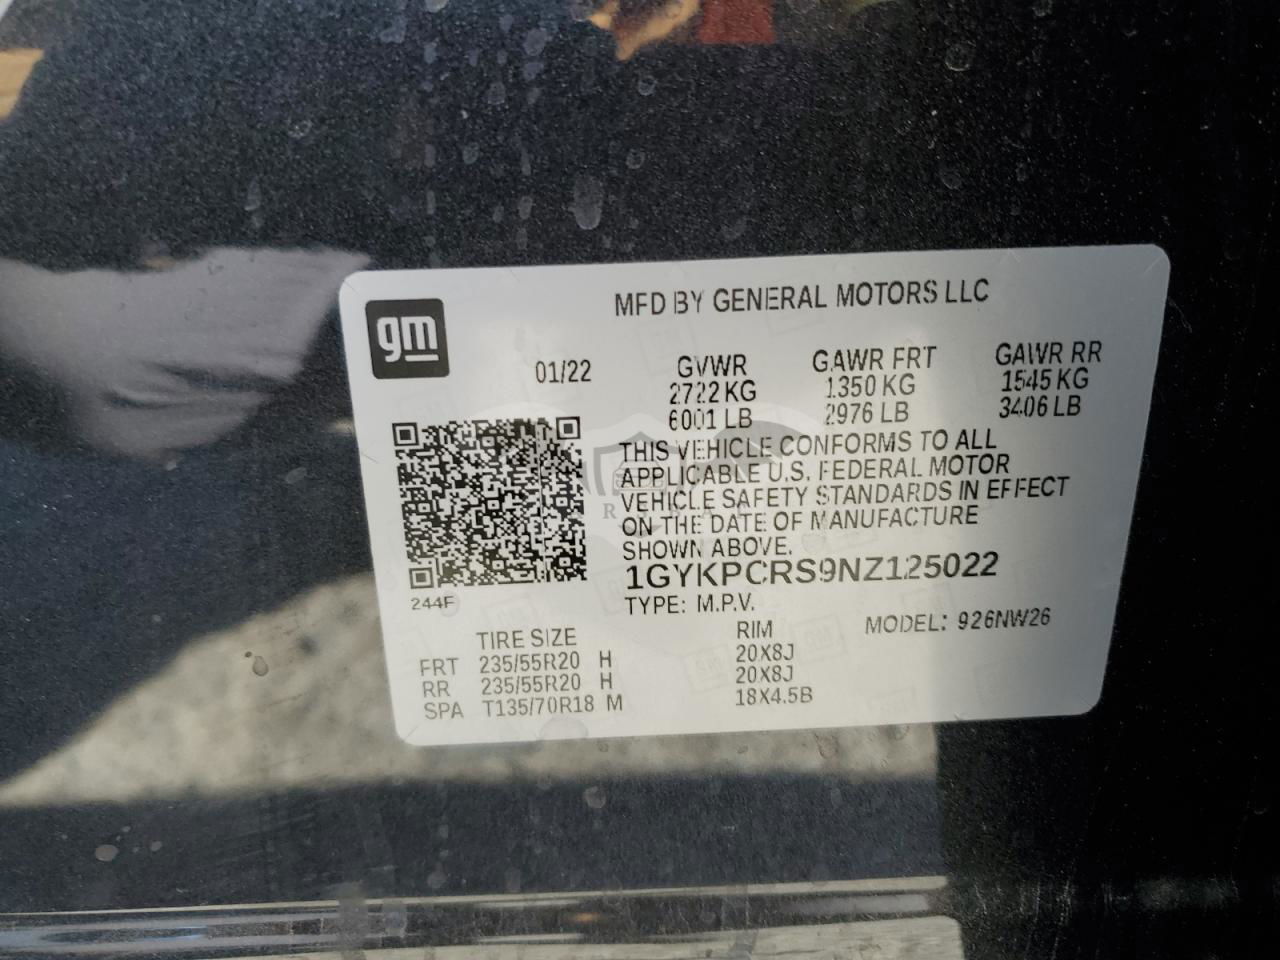 MFD BY GENERAL MOTORS LLC
gm
01/22 GVWR GAWR FRT GAWR RR
2722 KG 1350 KG 1545 KG
6001 LB 2976 LB 3406 LB
THIS VEHICLE CONFORMS TO ALL
APPLICABLE U.S. FEDERAL MOTOR
VEHICLE SAFETY STANDARDS IN EFFECT
ON THE DATE OF MANUFACTURE
SHOWN ABOVE.
1GYKPCRS9NZ125022
244F
TYPE: M.P.V.
MODEL: 926NW26
TIRE SIZE RIM
FRT 235/55R20 H 20X8J
RR 235/55R20 H 20X8J
SPA T135/70R18 M 18X4.5B